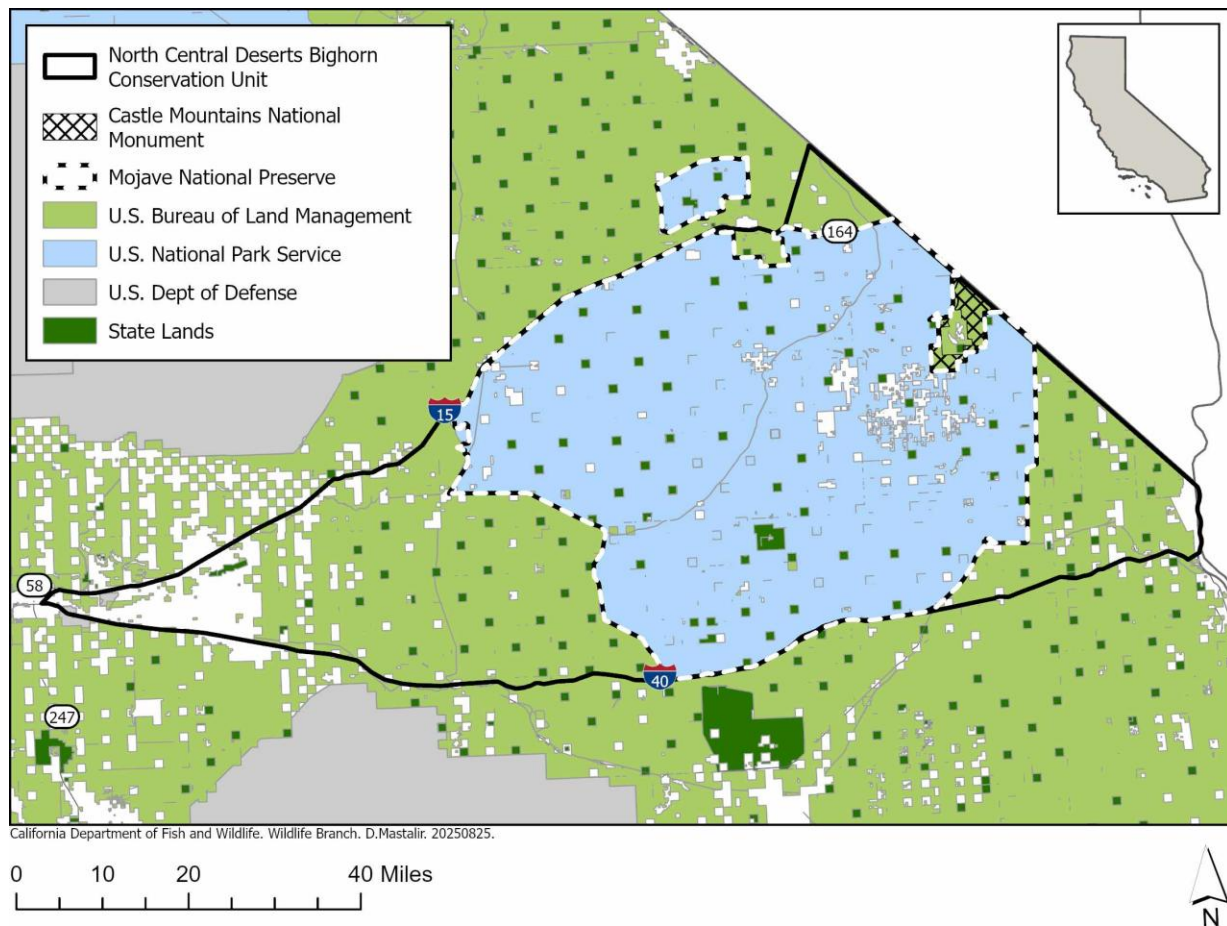 North Central Deserts Bighorn
Conservation Unit
Castle Mountains National
Monument
Mojave National Preserve
U.S. Bureau of Land Management
U.S. National Park Service
U.S. Dept of Defense
State Lands
164
15
58
40
247
California Department of Fish and Wildlife. Wildlife Branch. D.Mastalir. 20250825.
0 10 20 40 Miles
N